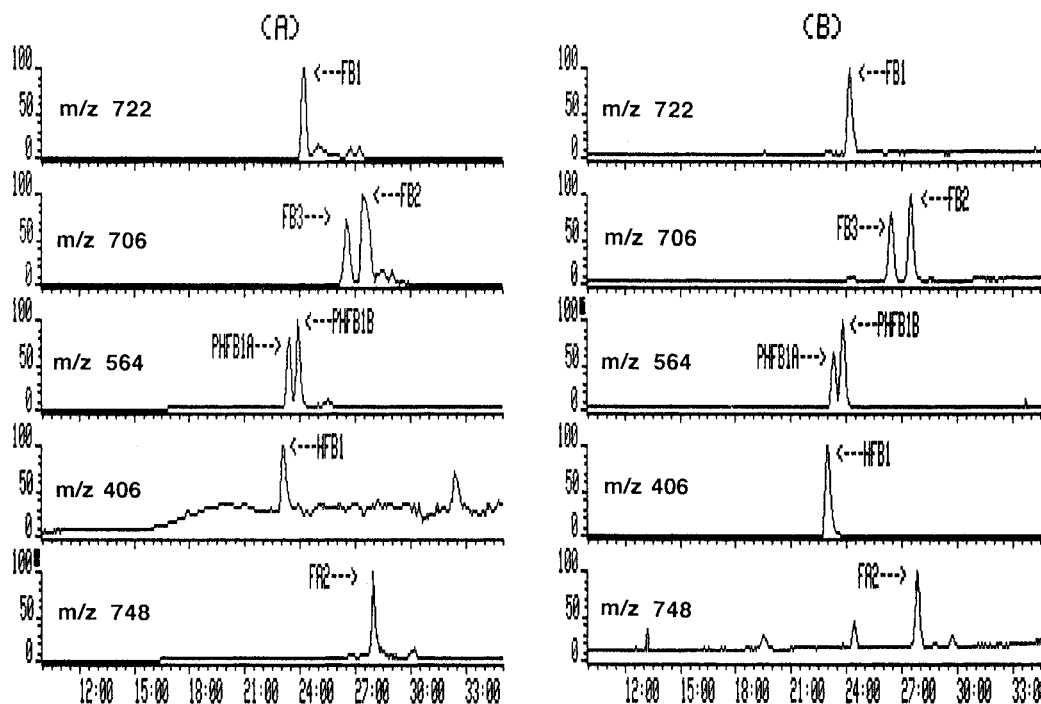 (A)
100
50
0
m/z 722
<---FB1
100
50
0
m/z 706
FB3--->
<---FB2
100
50
0
m/z 564
PHFB1A--->
<---PHFB1B
100
50
0
m/z 406
<---HFB1
100
50
0
m/z 748
FA2--->
12:00 15:00 18:00 21:00 24:00 27:00 30:00 33:00
(B)
100
50
0
m/z 722
<---FB1
100
50
0
m/z 706
FB3--->
<---FB2
100
50
0
m/z 564
PHFB1A--->
<---PHFB1B
100
50
0
m/z 406
<---HFB1
100
50
0
m/z 748
FA2--->
12:00 15:00 18:00 21:00 24:00 27:00 30:00 33:00